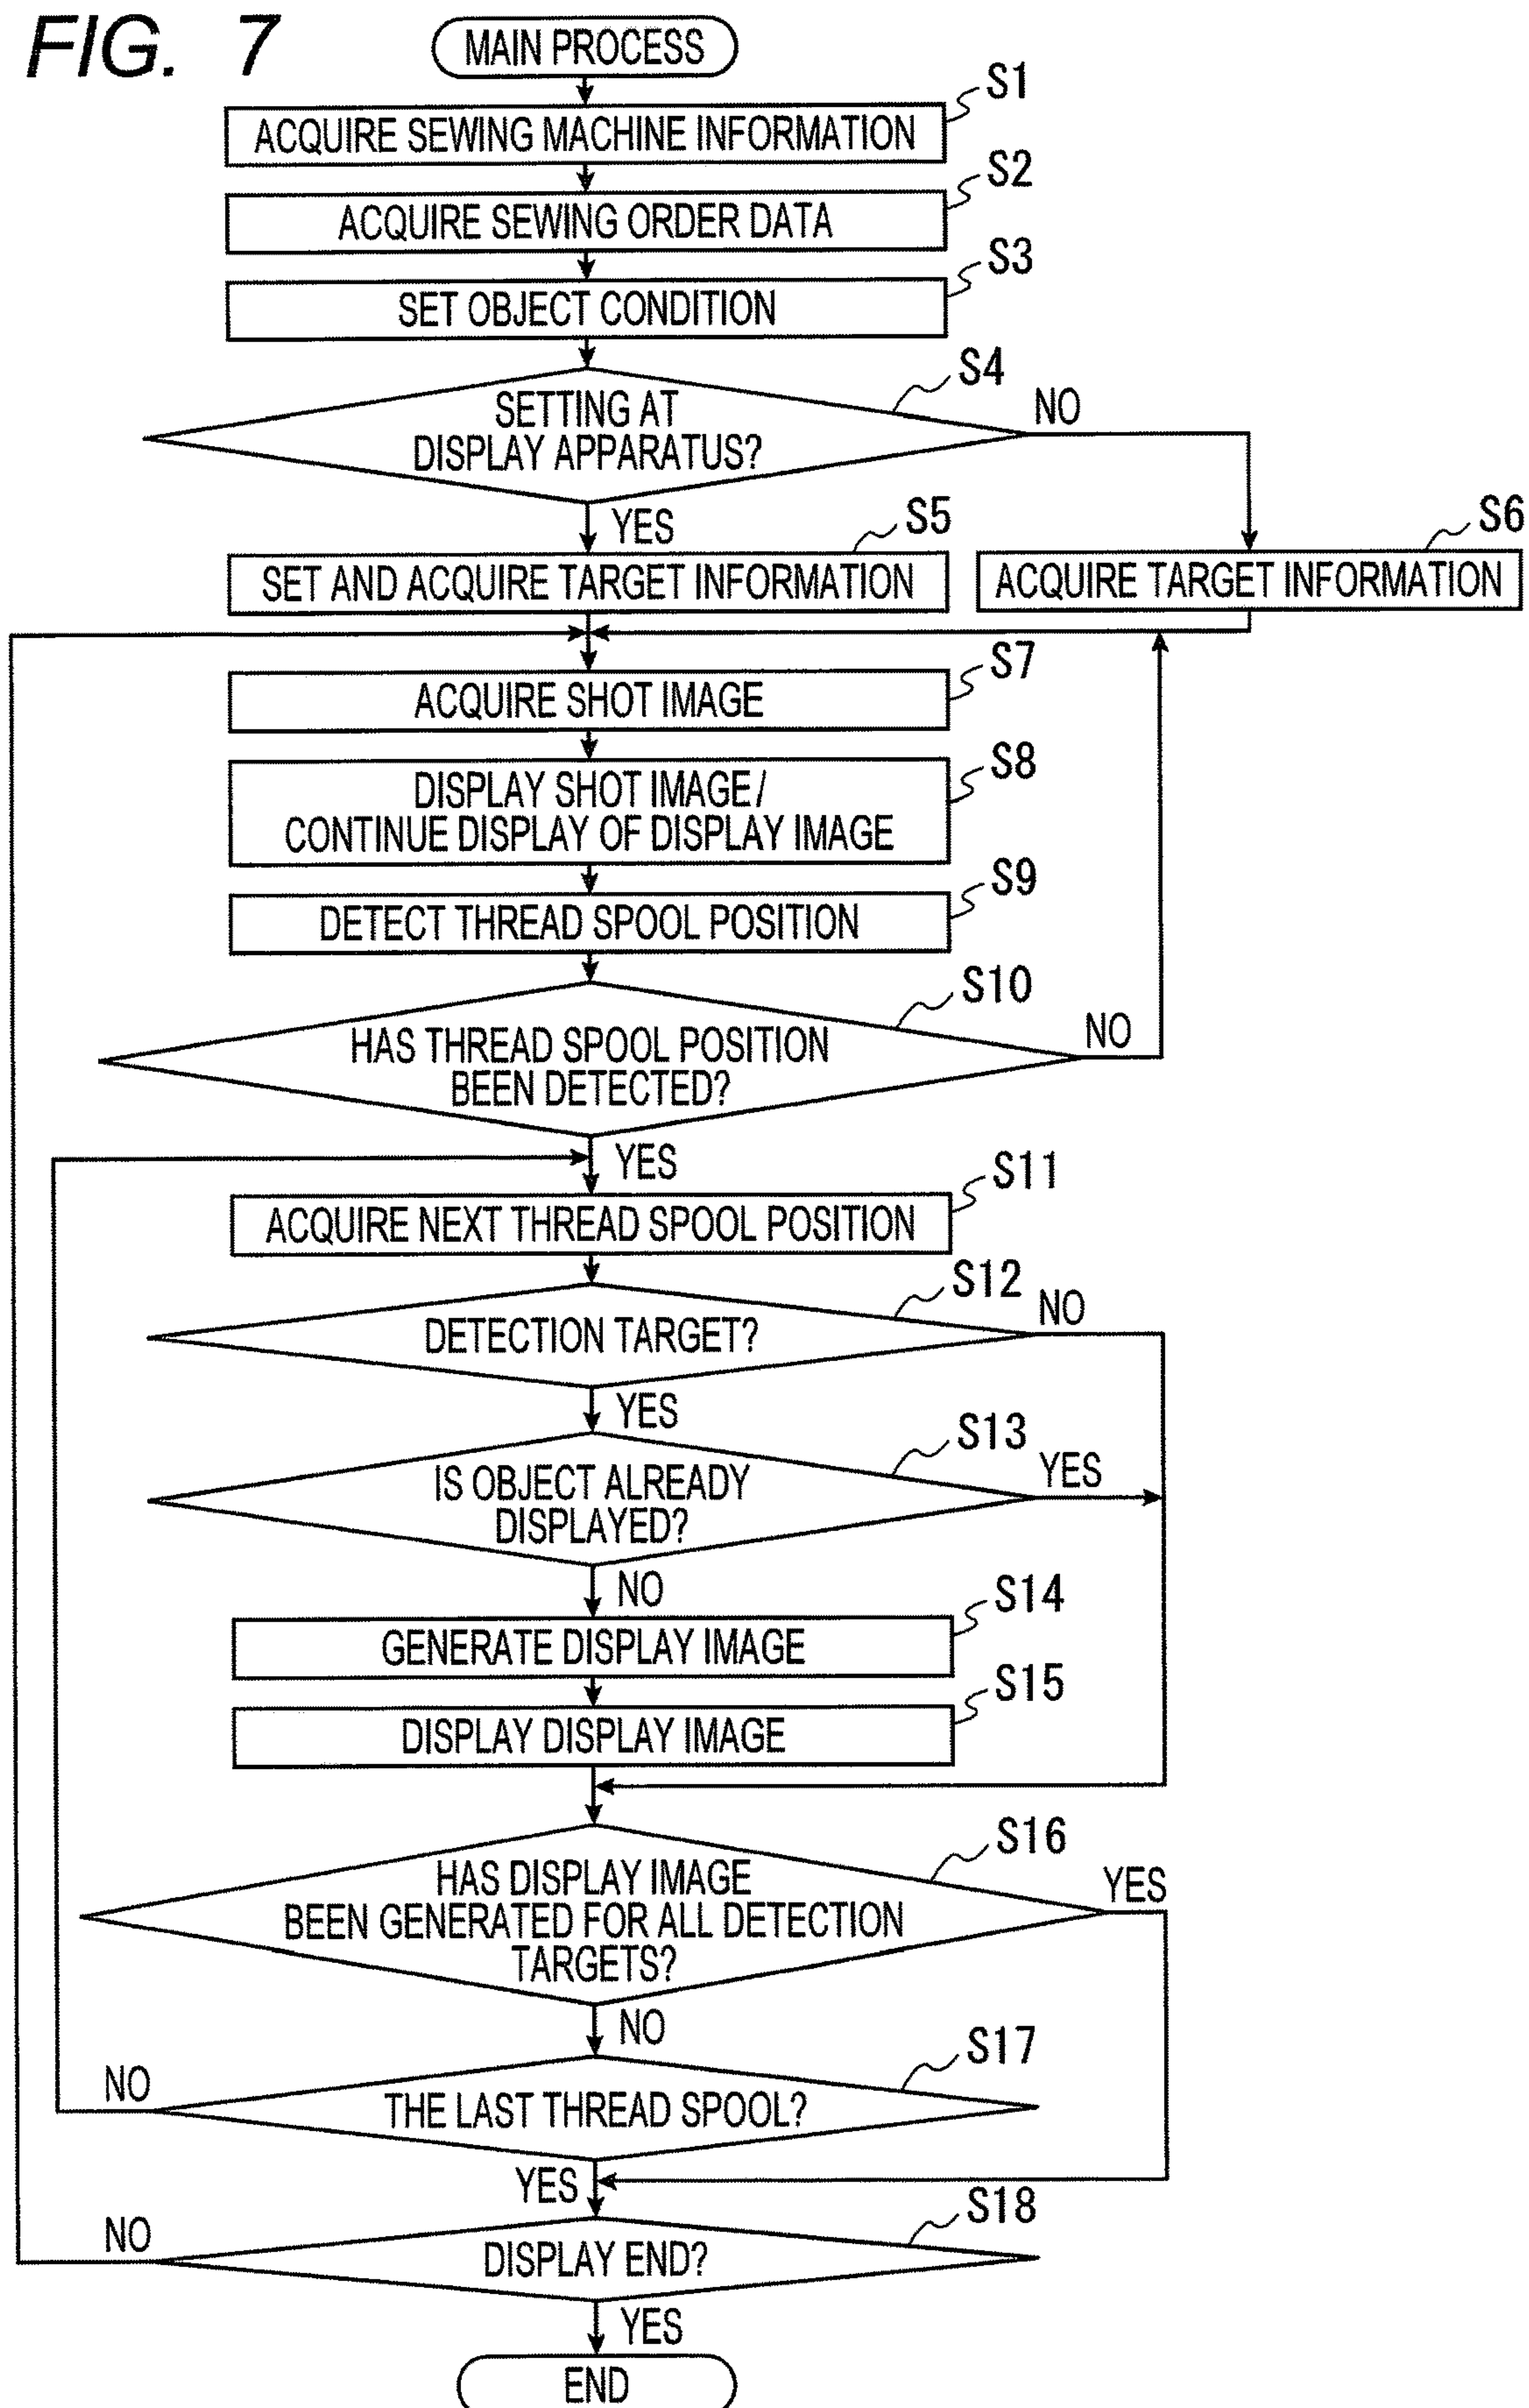 FIG. 7
MAIN PROCESS
S1
ACQUIRE SEWING MACHINE INFORMATION
S2
ACQUIRE SEWING ORDER DATA
S3
SET OBJECT CONDITION
S4
SETTING AT
DISPLAY APPARATUS?
NO
YES
S5
SET AND ACQUIRE TARGET INFORMATION
S6
ACQUIRE TARGET INFORMATION
S7
ACQUIRE SHOT IMAGE
S8
DISPLAY SHOT IMAGE/
CONTINUE DISPLAY OF DISPLAY IMAGE
S9
DETECT THREAD SPOOL POSITION
S10
HAS THREAD SPOOL POSITION
BEEN DETECTED?
NO
YES
S11
ACQUIRE NEXT THREAD SPOOL POSITION
S12
DETECTION TARGET?
NO
YES
S13
IS OBJECT ALREADY
DISPLAYED?
YES
NO
S14
GENERATE DISPLAY IMAGE
S15
DISPLAY DISPLAY IMAGE
S16
HAS DISPLAY IMAGE
BEEN GENERATED FOR ALL DETECTION
TARGETS?
YES
NO
S17
THE LAST THREAD SPOOL?
NO
YES
S18
DISPLAY END?
NO
YES
END